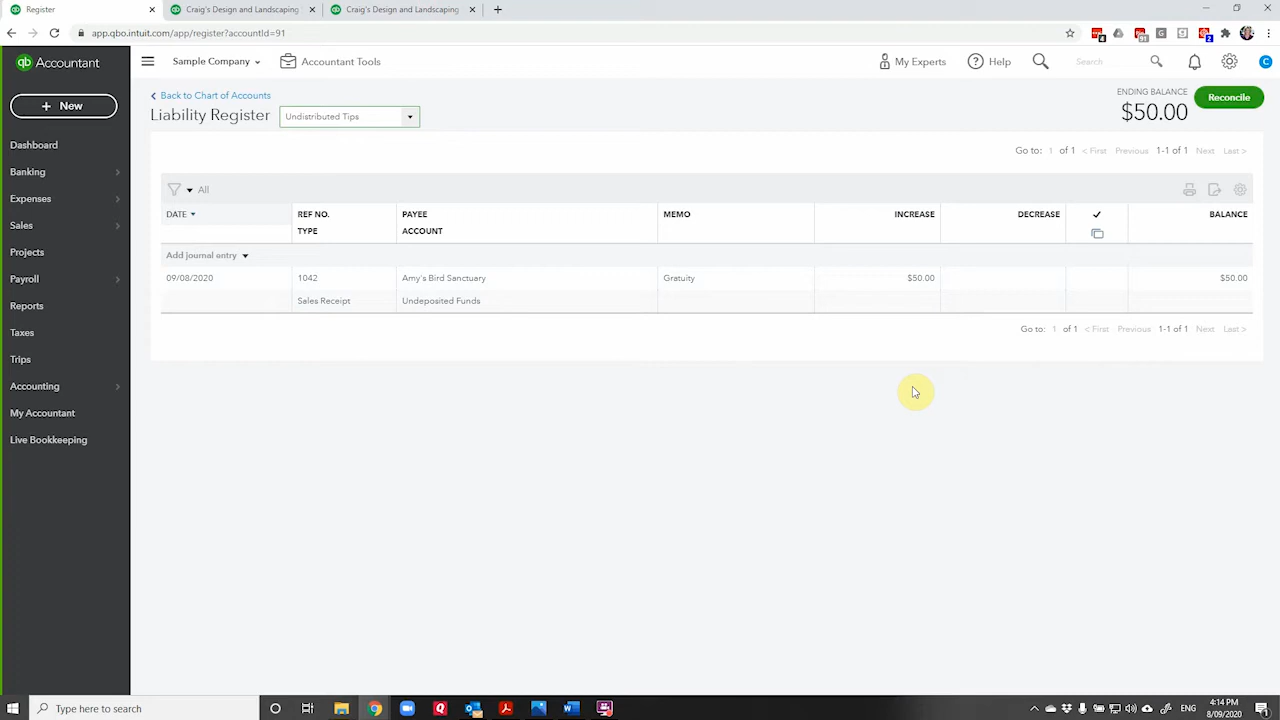 Register
Craig's Design and Landscaping
Craig's Design and Landscaping
app.qbo.intuit.com/app/register?accountId=91
qb Accountant
Sample Company
Accountant Tools
My Experts
Help
Search
+ New
Dashboard
Banking
Expenses
Sales
Projects
Payroll
Reports
Taxes
Trips
Accounting
My Accountant
Live Bookkeeping
Back to Chart of Accounts
Liability Register
Undistributed Tips
ENDING BALANCE
$50.00
Reconcile
Go to: 1 of 1 < First Previous 1-1 of 1 Next Last >
All
DATE REF NO. PAYEE MEMO INCREASE DECREASE ✓ BALANCE
TYPE ACCOUNT
Add journal entry
09/08/2020 1042 Amy's Bird Sanctuary Gratuity $50.00 $50.00
Sales Receipt Undeposited Funds
Go to: 1 of 1 < First Previous 1-1 of 1 Next Last >
Type here to search
ENG
4:14 PM
8/09/2020